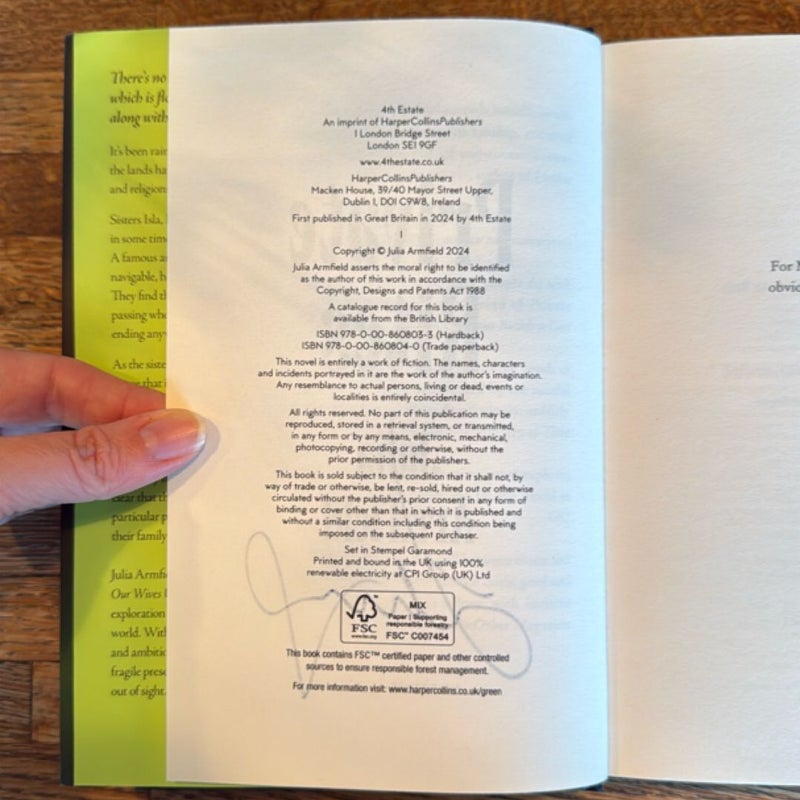 There's no
which is
along with
It's been
the lands
and religion
Sisters Isla,
in some
A famous
navigable,
They find
passing
ending
As the
that
clear that
particular
their family
Julia
Our Wives
exploration
world.
and
fragile
out of sight.
4th Estate
An imprint of HarperCollinsPublishers
1 London Bridge Street
London SE1 9GF
www.4thestate.co.uk
HarperCollinsPublishers
Macken House, 39/40 Mayor Street Upper,
Dublin 1, D01 C9W8, Ireland
First published in Great Britain in 2024 by 4th Estate
1
Copyright © Julia Armfield 2024
Julia Armfield asserts the moral right to be identified
as the author of this work in accordance with the
Copyright, Designs and Patents Act 1988
A catalogue record for this book is
available from the British Library
ISBN 978-0-00-860803-3 (Hardback)
ISBN 978-0-00-860804-0 (Trade paperback)
This novel is entirely a work of fiction. The names, characters
and incidents portrayed in it are the work of the author's imagination.
Any resemblance to actual persons, living or dead, events or
localities is entirely coincidental.
All rights reserved. No part of this publication may be
reproduced, stored in a retrieval system, or transmitted,
in any form or by any means, electronic, mechanical,
photocopying, recording or otherwise, without the
prior permission of the publishers.
This book is sold subject to the condition that it shall not, by
way of trade or otherwise, be lent, re-sold, hired out or otherwise
circulated without the publisher's prior consent in any form of
binding or cover other than that in which it is published and
without a similar condition including this condition being
imposed on the subsequent purchaser.
Set in Stempel Garamond
Printed and bound in the UK using 100%
renewable electricity at CPI Group (UK) Ltd
FSC
www.fsc.org
MIX
Paper | Supporting
responsible forestry
FSC™ C007454
This book contains FSC™ certified paper and other controlled
sources to ensure responsible forest management.
For more information visit: www.harpercollins.co.uk/green
For